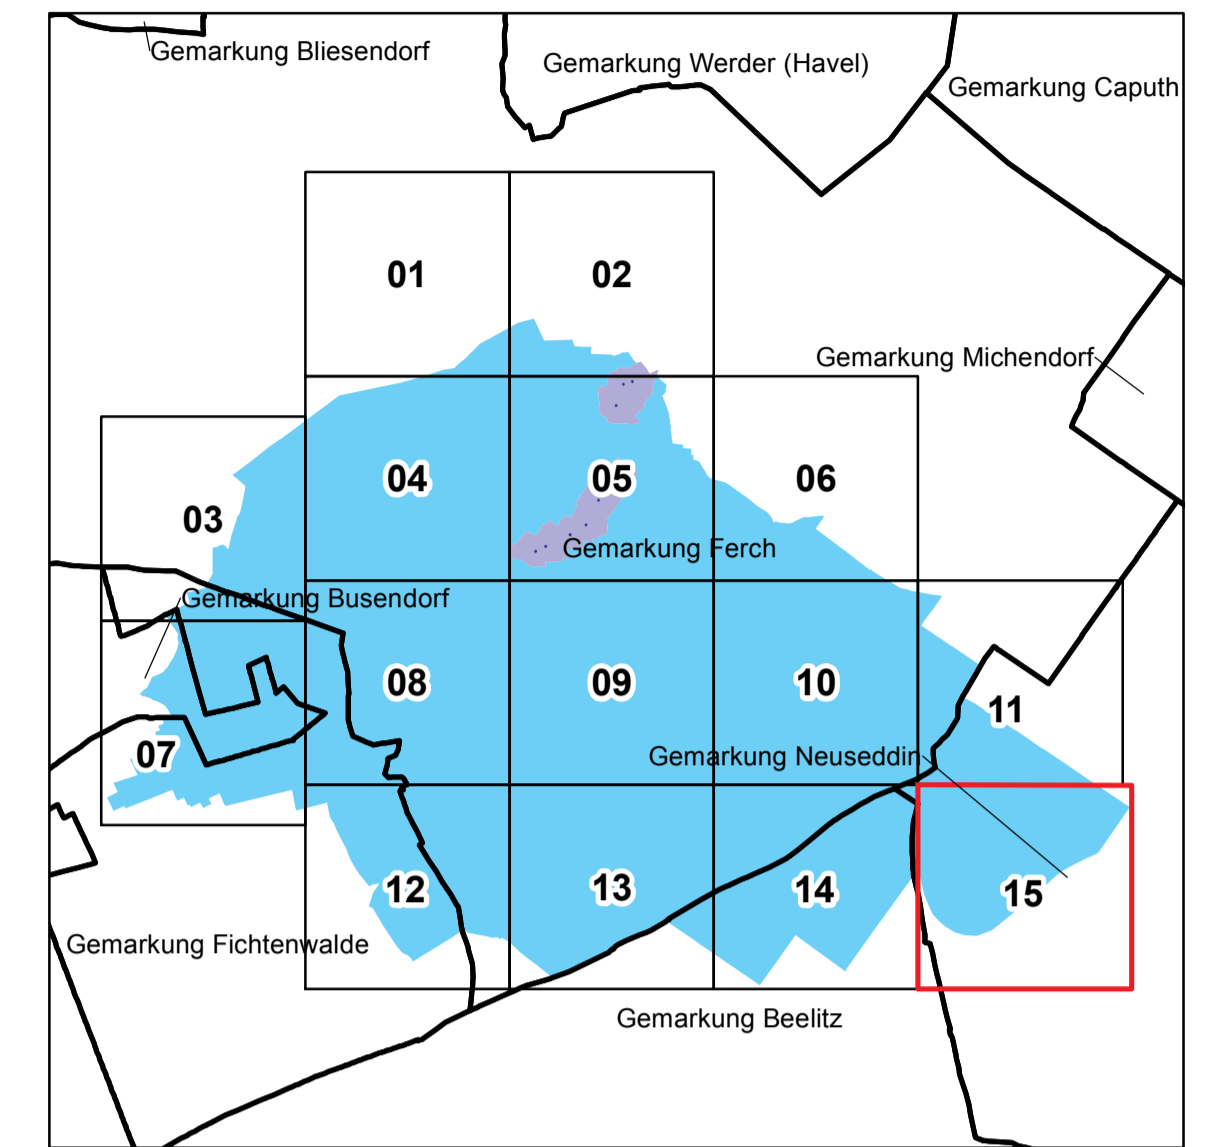 Gemarkung Bliesendorf
Gemarkung Werder (Havel)
Gemarkung Caputh
01
02
Gemarkung Michendorf
03
04
05
06
Gemarkung Ferch
Gemarkung Busendorf
07
08
09
10
11
Gemarkung Neuseddin
12
13
14
15
Gemarkung Fichtenwalde
Gemarkung Beelitz